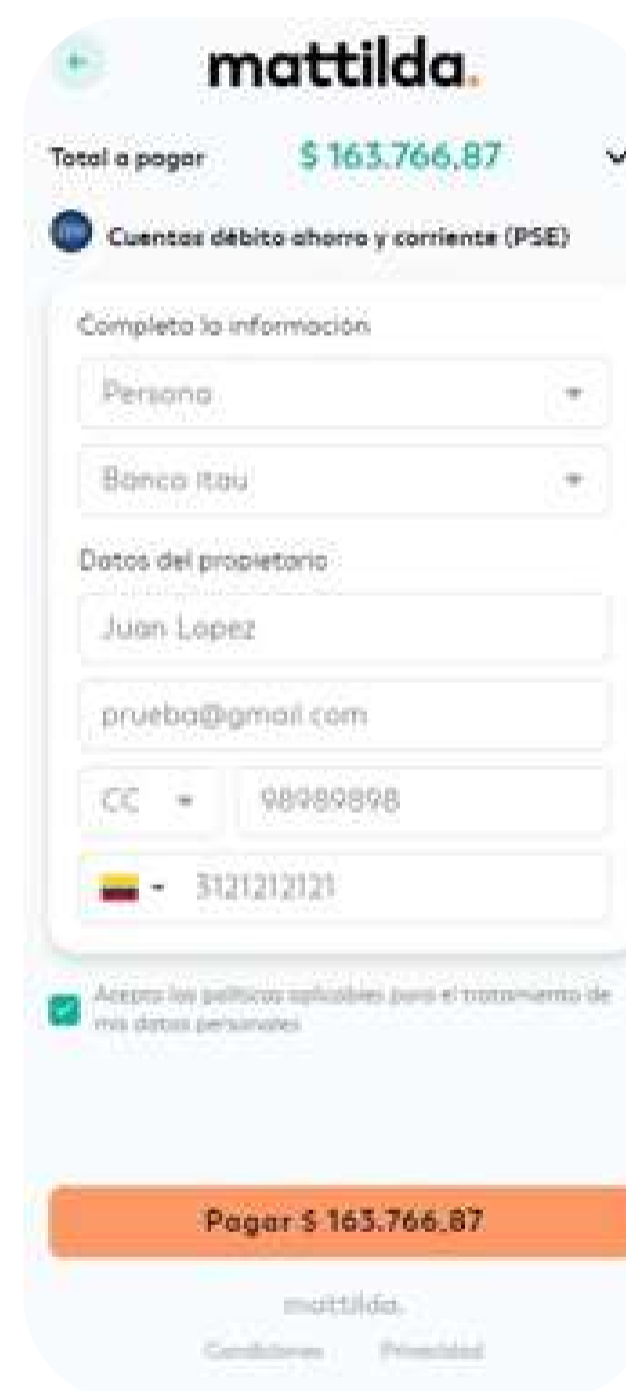 mattilda.
Total a pagar $ 163.766,87
Cuentas débito ahorro y corriente (PSE)
Completa la información
Persona
Banco Itau
Datos del propietario
Juan Lopez
prueba@gmail.com
CC 98989898
3121212121
Acepto las políticas aplicables para el tratamiento de
mis datos personales
Pagar $ 163.766,87
mattilda.
Condiciones Privacidad